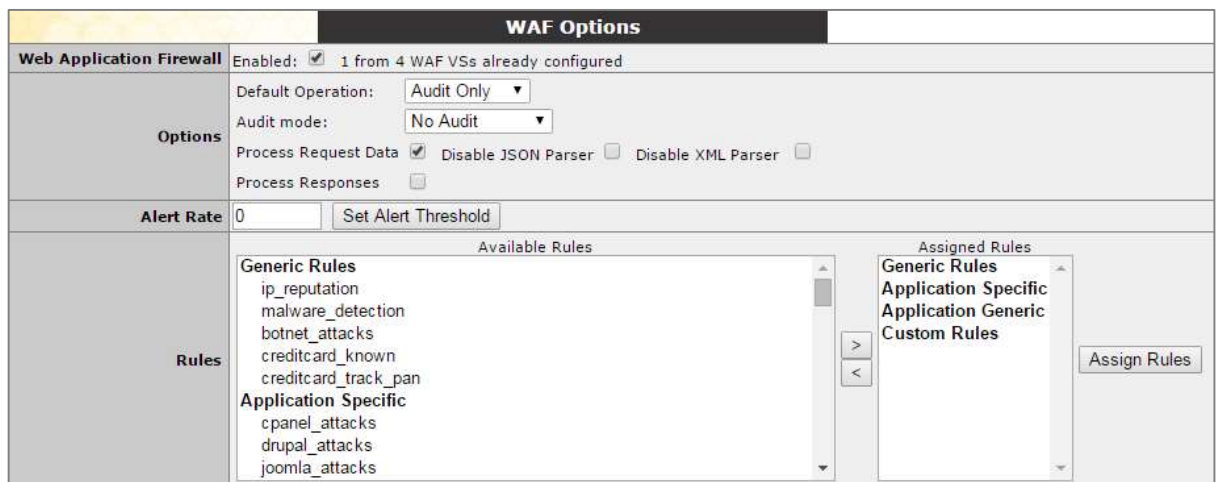 WAF Options
Web Application Firewall Enabled: 1 from 4 WAF VSs already configured
Options
Default Operation: Audit Only
Audit mode: No Audit
Process Request Data Disable JSON Parser Disable XML Parser
Process Responses
Alert Rate 0 Set Alert Threshold
Rules
Available Rules
Generic Rules
ip_reputation
malware_detection
botnet_attacks
creditcard_known
creditcard_track_pan
Application Specific
cpanel_attacks
drupal_attacks
joomla_attacks
>
<
Assigned Rules
Generic Rules
Application Specific
Application Generic
Custom Rules
Assign Rules